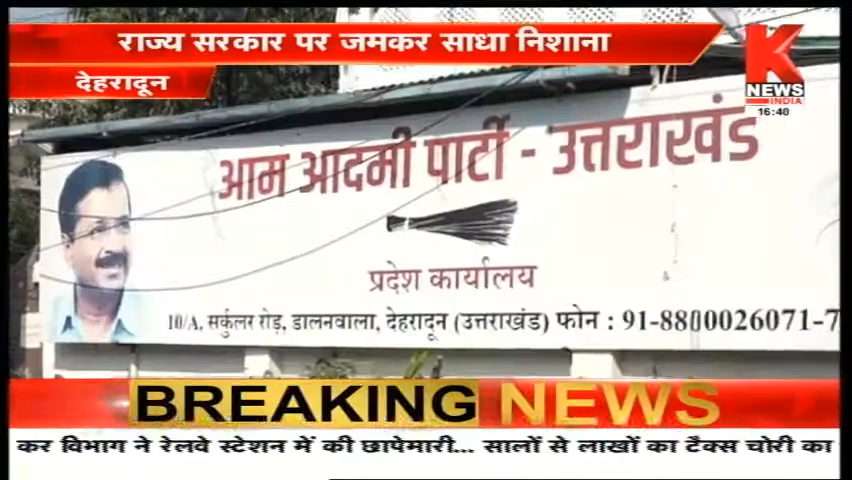 राज्य सरकार पर जमकर साधा निशाना
देहरादून
K
NEWS
INDIA
16:40
आम आदमी पार्टी - उत्तराखंड
प्रदेश कार्यालय
10/A, सर्कुलर रोड़, डालनवाला, देहरादून (उत्तराखंड) फोन : 91-8800026071-7
BREAKING NEWS
कर विभाग ने रेलवे स्टेशन में की छापेमारी... सालों से लाखों का टैक्स चोरी का